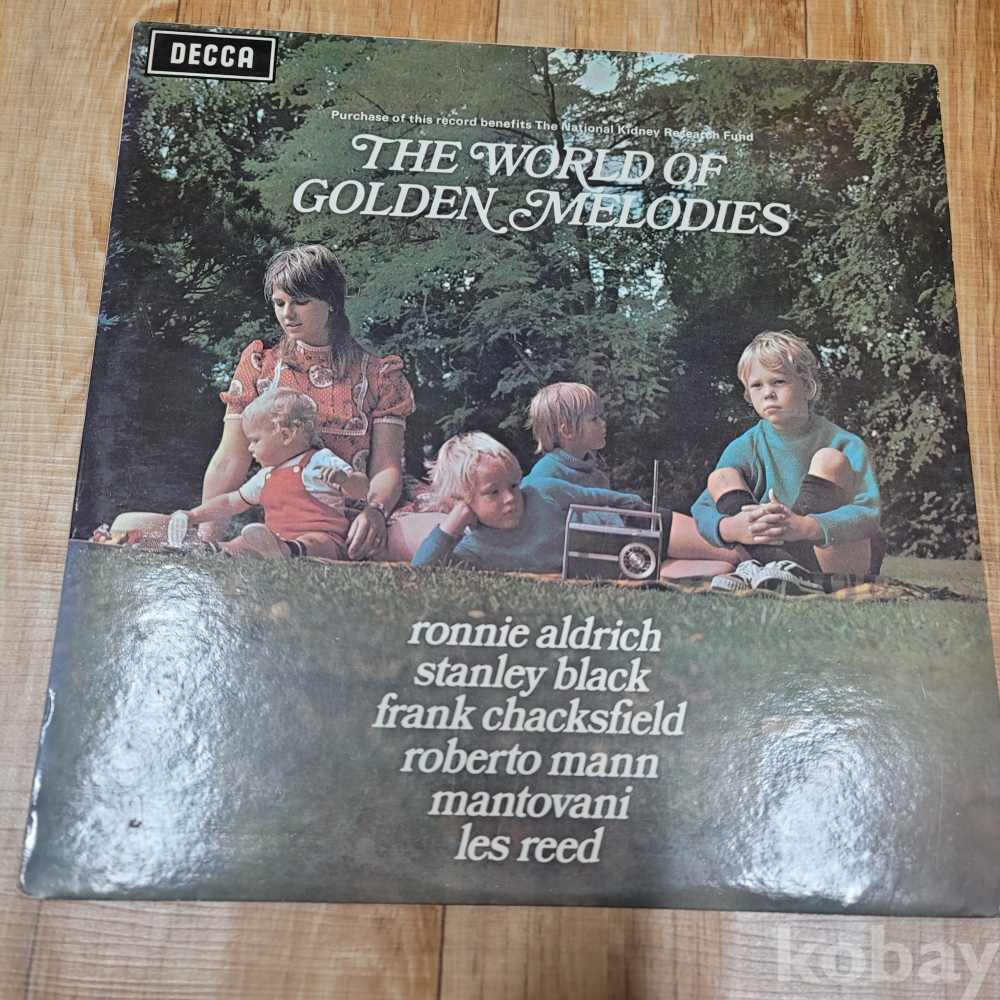 DECCA
Purchase of this record benefits The National Kidney Research Fund
THE WORLD OF
GOLDEN MELODIES
ronnie aldrich
stanley black
frank chacksfield
roberto mann
mantovani
les reed
kobay